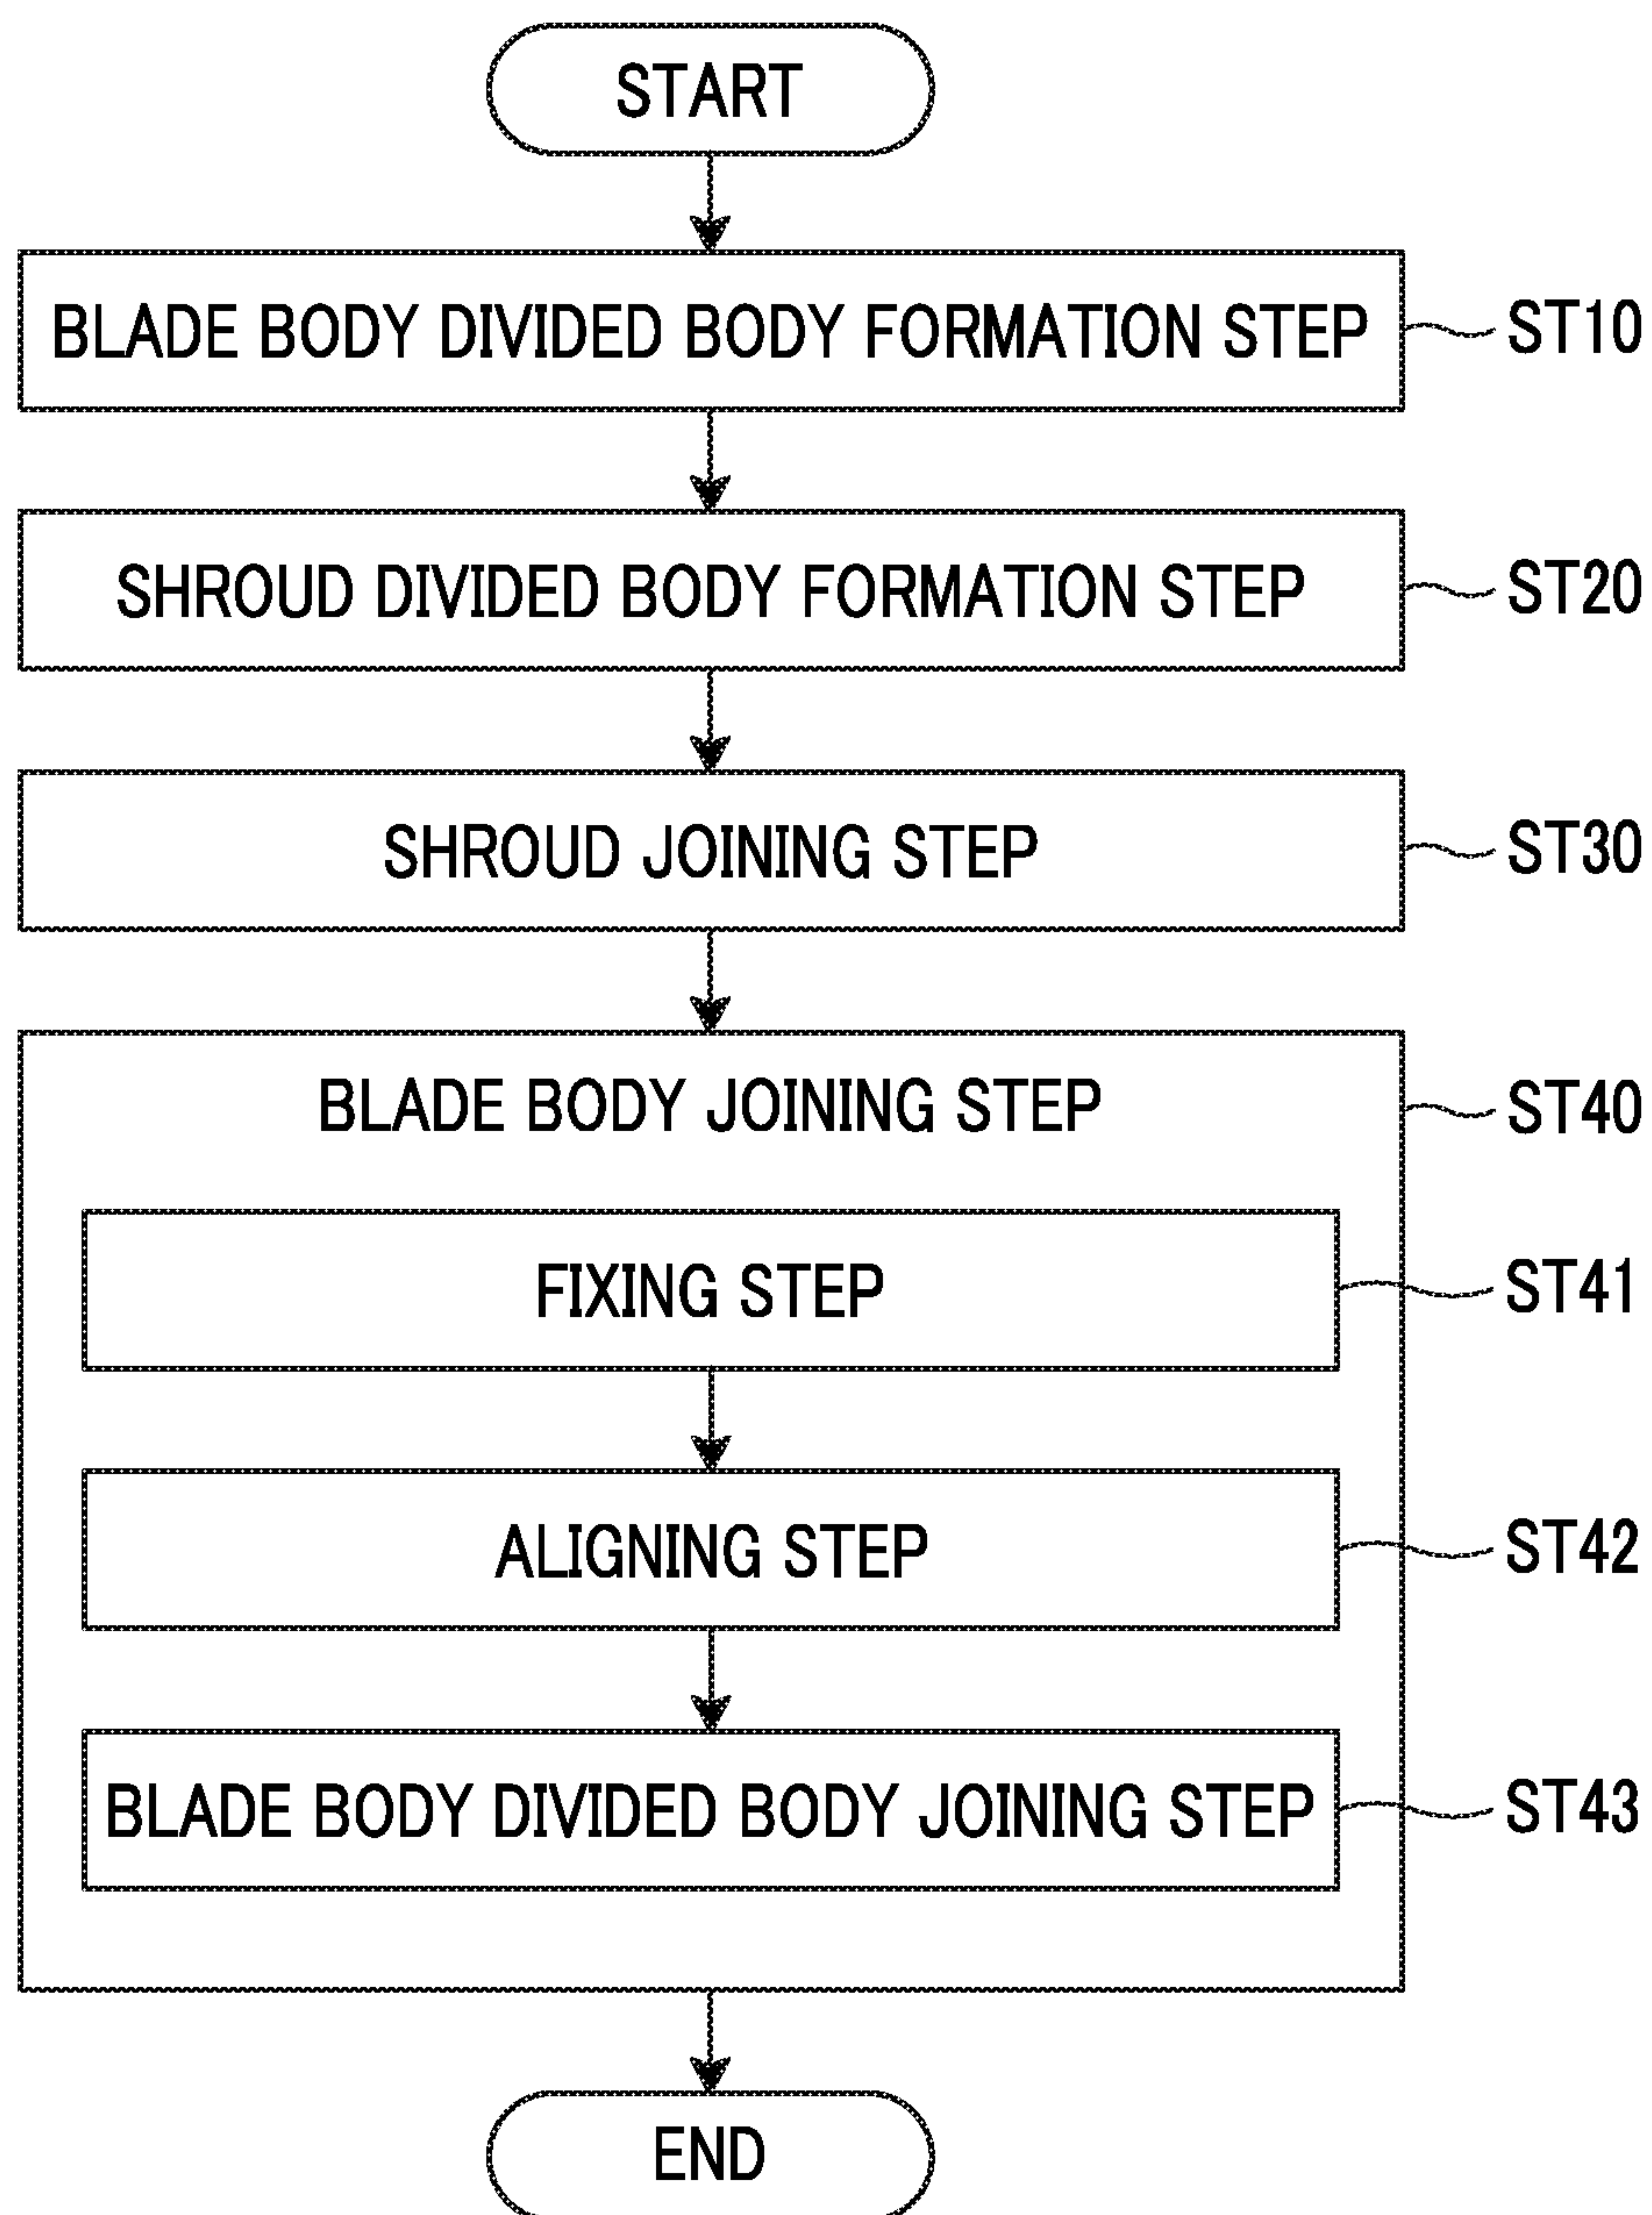 START
BLADE BODY DIVIDED BODY FORMATION STEP
ST10
SHROUD DIVIDED BODY FORMATION STEP
ST20
SHROUD JOINING STEP
ST30
BLADE BODY JOINING STEP
ST40
FIXING STEP
ST41
ALIGNING STEP
ST42
BLADE BODY DIVIDED BODY JOINING STEP
ST43
END